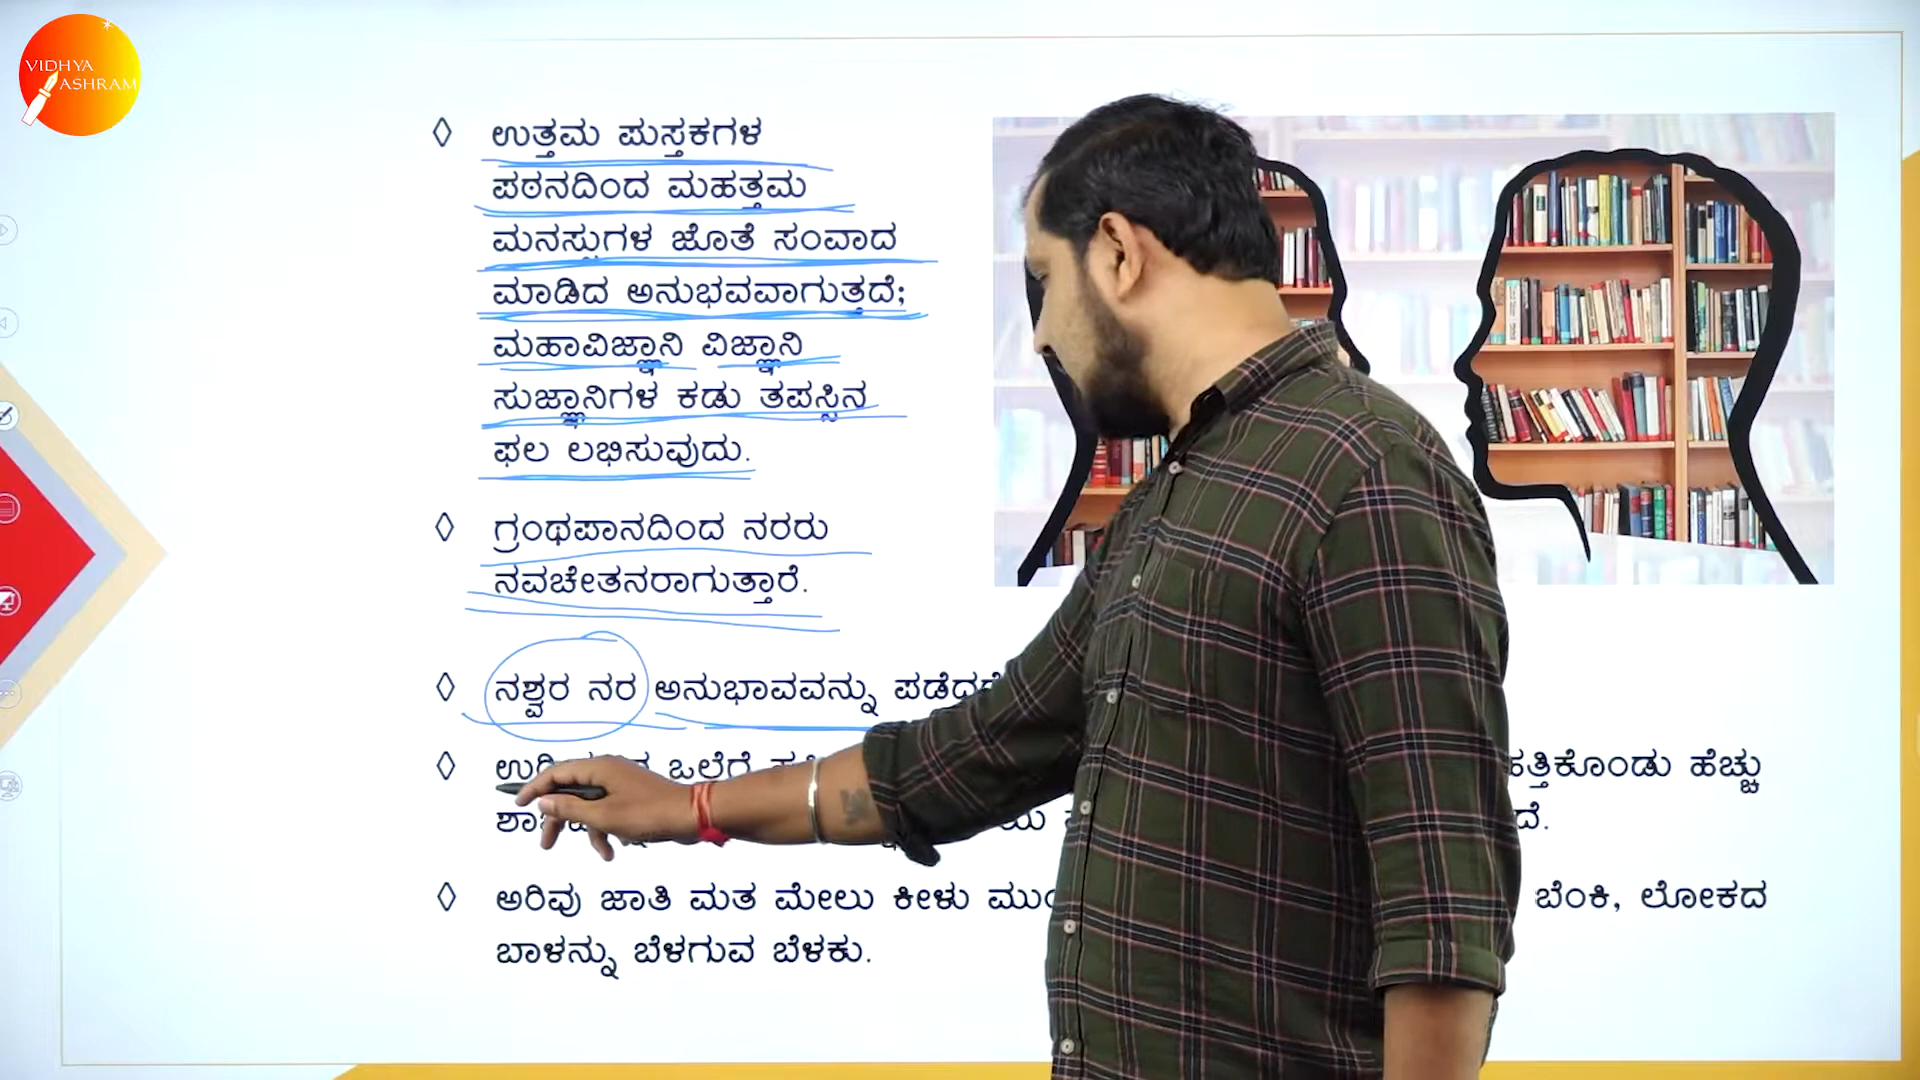 VIDHYA
ASHRAM
ಉತ್ತಮ ಪುಸ್ತಕಗಳ
ಪಠನದಿಂದ ಮಹತ್ತಮ
ಮನಸ್ಸುಗಳ ಜೊತೆ ಸಂವಾದ
ಮಾಡಿದ ಅನುಭವವಾಗುತ್ತದೆ;
ಮಹಾವಿಜ್ಞಾನಿ ವಿಜ್ಞಾನಿ
ಸುಜ್ಞಾನಿಗಳ ಕಡು ತಪಸ್ಸಿನ
ಫಲ ಲಭಿಸುವುದು.
ಗ್ರಂಥಪಾನದಿಂದ ನರರು
ನವಚೇತನರಾಗುತ್ತಾರೆ.
ನಶ್ವರ ನರ ಅನುಭಾವವನ್ನು
ಒಲೆಗೆ ಹತ್ತಿಕೊಂಡು ಹೆಚ್ಚು
ಅರಿವು ಜಾತಿ ಮತ ಮೇಲು ಕೀಳು ಬೆಂಕಿ, ಲೋಕದ
ಬಾಳನ್ನು ಬೆಳಗುವ ಬೆಳಕು.